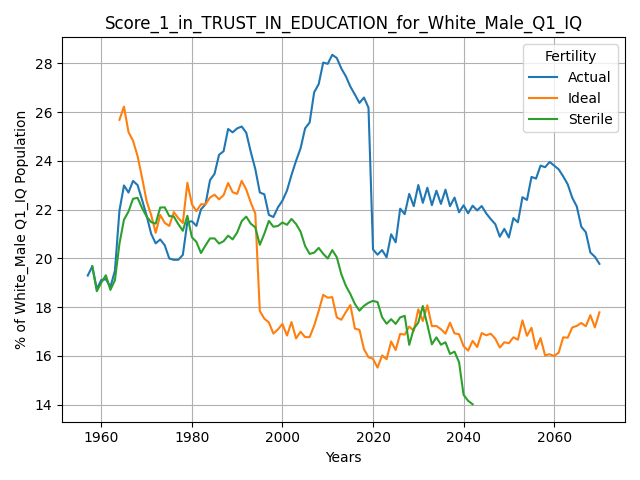 Score_1_in_TRUST_IN_EDUCATION_for_White_Male_Q1_IQ
Fertility
Actual
Ideal
Sterile
% of White_Male Q1_IQ Population
28
26
24
22
20
18
16
14
1960
1980
2000
2020
2040
2060
Years